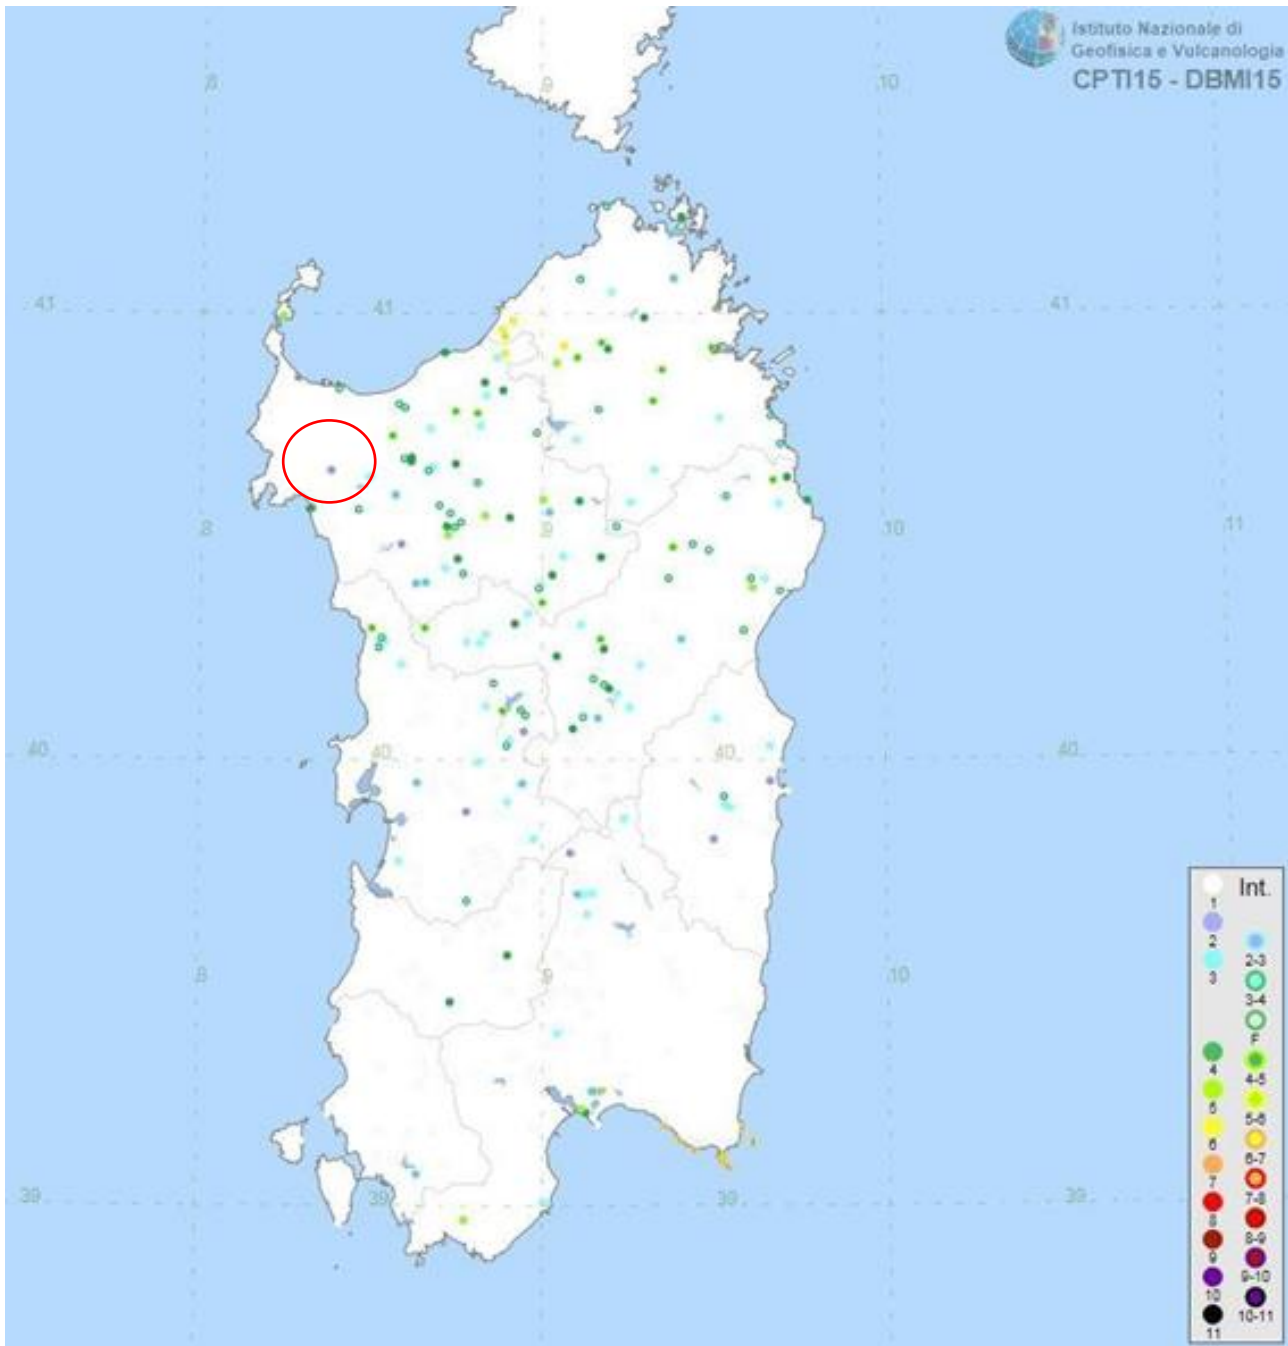 Istituto Nazionale di
Geofisica e Vulcanologia
CPTI15 - DBMI15
8 9 10
41 41 41
8 9 10 11
40 40 40 40
8 9 10
39 39 39 39
Int.
1
2 2-3
3 3-4
F
4 4-5
5 5-6
6 6-7
7 7-8
8 8-9
9 9-10
10 10-11
11